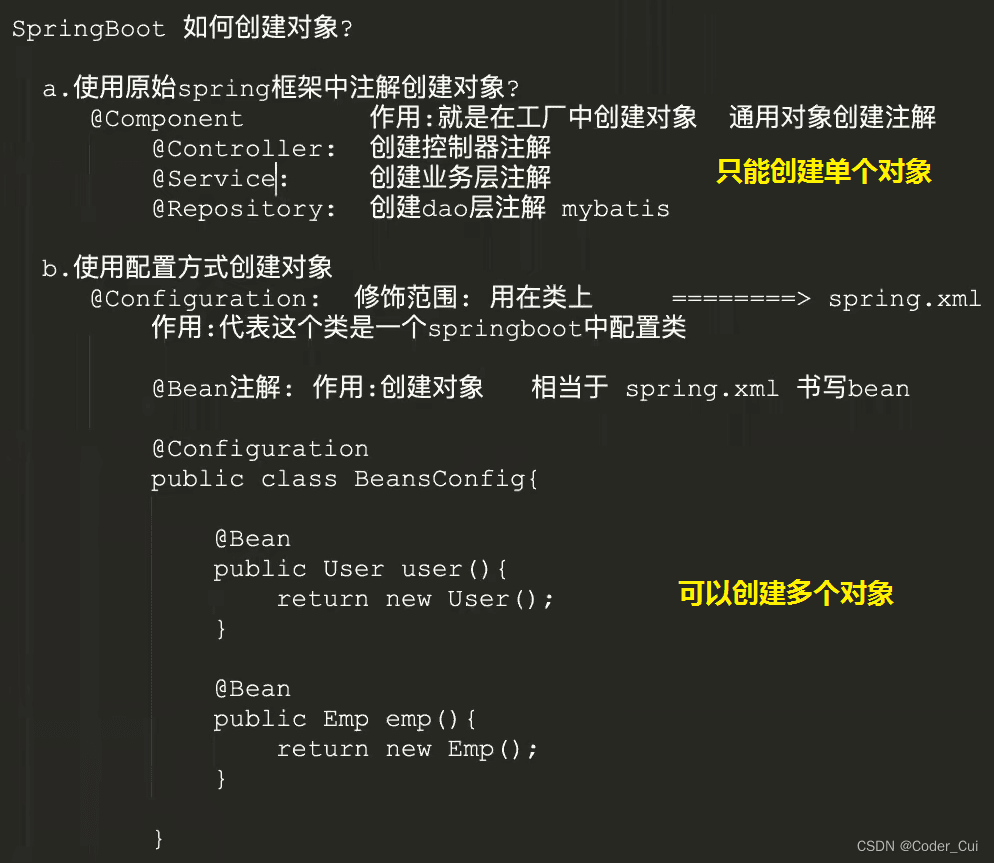 SpringBoot 如何创建对象?
a.使用原始spring框架中注解创建对象?
@Component 作用:就是在工厂中创建对象 通用对象创建注解
@Controller: 创建控制器注解
@Service: 创建业务层注解
只能创建单个对象
@Repository: 创建dao层注解 mybatis
b.使用配置方式创建对象
@Configuration: 修饰范围: 用在类上 ========> spring.xml
作用:代表这个类是一个springboot中配置类
@Bean注解: 作用:创建对象 相当于 spring.xml 书写bean
@Configuration
public class BeansConfig{
@Bean
public User user(){
return new User();
可以创建多个对象
}
@Bean
public Emp emp(){
return new Emp();
}
}
CSDN @Coder_Cui